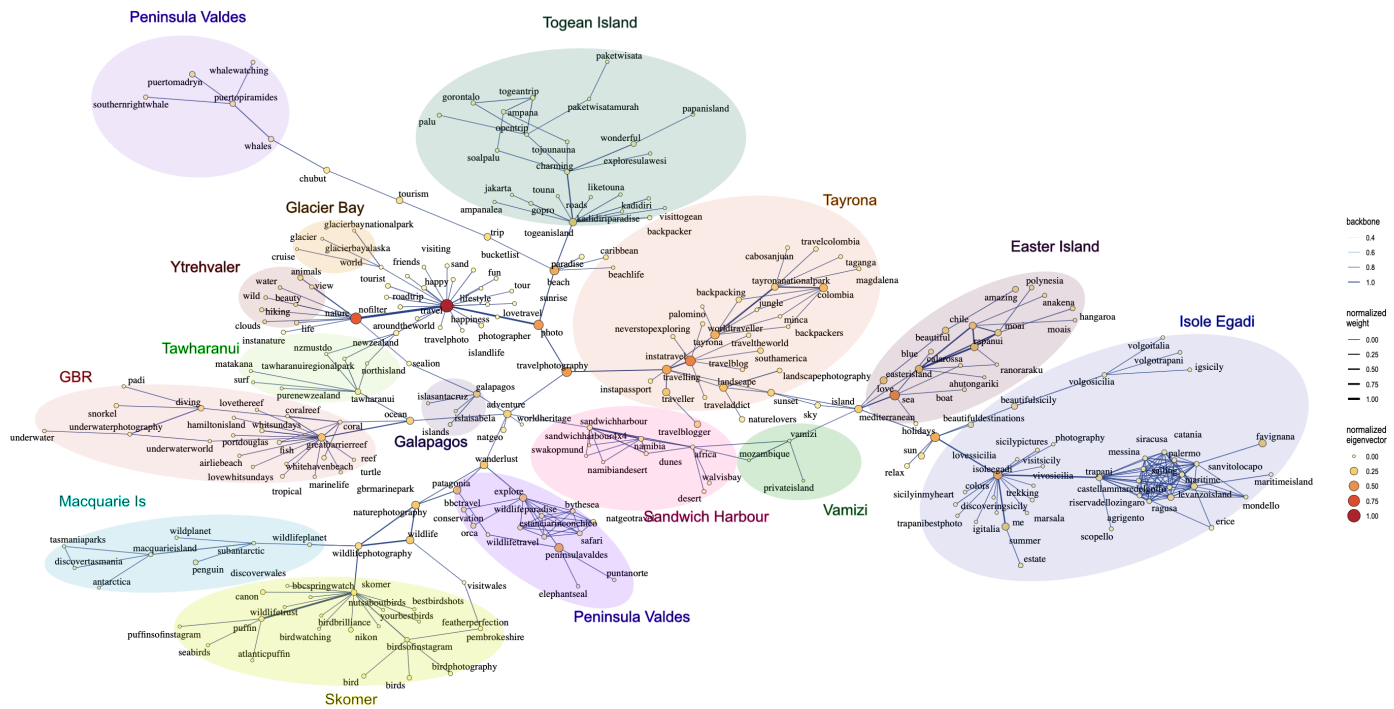 Peninsula Valdes
whalewatching
puertomadryn
southernrightwhale
puertopiramides
whales
chubut
tourism
trip
bucketlist
Togean Island
paketwisata
togeantrip
gorontalo
ampana
paketwisatamurah
papanisland
palu
opentrip
wonderful
tojounauna
soalpalu
charming
exploresulawesi
jakarta
touna
liketouna
ampanalea
gopro
roads
kadidiri
kadidiriparadise
visittogean
togeanisland
backpacker
paradise
caribbean
beach
beachlife
sunrise
Glacier Bay
glacierbaynationalpark
glacier
glacierbayalaska
cruise
world
Ytrehvaler
animals
water
view
wild
beauty
nofilter
hiking
nature
clouds
life
instanature
visiting
friends
sand
tourist
happy
fun
roadtrip
lifestyle
tour
travel
lovetravel
happiness
aroundtheworld
photographer
travelphoto
islandlife
photo
travelphotography
Tawharanui
newzealand
nzmustdo
sealion
matakana
tawharanuiregionalpark
northisland
surf
purenewzealand
tawharanui
GBR
padi
diving
lovethereef
coralreef
ocean
snorkel
hamiltonisland
whitsundays
coral
underwater
underwaterphotography
portdouglas
greatbarrierreef
underwaterworld
fish
reef
airliebeach
whitehavenbeach
turtle
lovewhitsundays
marinelife
tropical
Galapagos
galapagos
islasantacruz
adventure
islaisabela
islands
worldheritage
natgeo
wanderlust
gbrmarinepark
Tayrona
travelcolombia
cabosanjuan
taganga
tayronanationalpark
magdalena
backpacking
colombia
jungle
palomino
minca
worldtraveller
neverstopexploring
backpackers
tayrona
traveltheworld
instatravel
southamerica
travelblog
travelling
landscapephotography
instapassport
landscape
traveller
sunset
traveladdict
naturelovers
sky
island
travelblogger
Easter Island
polynesia
amazing
anakena
chile
hangaroa
beautiful
moai
moais
rapanui
blue
calarossa
ranoraraku
easterisland
love
ahutongariki
sea
boat
mediterranean
holidays
sun
relax
Isole Egadi
volgoitalia
volgotrapani
igsicily
volgosicilia
beautifulsicily
beautifuldestinations
sicilypictures
photography
lovessicilia
visitsicily
isoleegadi
vivosicilia
colors
trekking
sicilyinmyheart
discoveringsicily
marsala
trapanibestphoto
me
igitalia
summer
estate
siracusa
catania
messina
palermo
favignana
trapani
sicilia
sanvitolocapo
castellammaredelgolfo
maritime
maritimeisland
levanzoisland
riservadellozingaro
ragusa
mondello
agrigento
erice
scopello
Sandwich Harbour
sandwichharbour
sandwichharbour4x4
namibia
swakopmund
africa
dunes
namibiandesert
walvisbay
desert
Vamizi
vamizi
mozambique
privateisland
patagonia
explore
bbctravel
bythesea
wildlifeparadise
conservation
estanciarinconchico
natgeotravel
orca
safari
wildlifetravel
peninsulavaldes
puntanorte
elephantseal
Peninsula Valdes
naturephotography
wildlife
wildlifephotography
visitwales
Macquarie Is
wildplanet
tasmaniaparks
wildlifeplanet
macquarieisland
subantarctic
discovertasmania
penguin
discoverwales
antarctica
Skomer
bbcspringwatch
skomer
canon
nutsaboutbirds
bestbirdshots
wildlifetrust
yourbestbirds
puffin
birdbrilliance
featherperfection
puffinsofinstagram
birdwatching
nikon
pembrokeshire
seabirds
birdsofinstagram
atlanticpuffin
birdphotography
bird
birds
backbone
0.4
0.6
0.8
1.0
normalized
weight
0.00
0.25
0.50
0.75
1.00
normalized
eigenvector
0.00
0.25
0.50
0.75
1.00